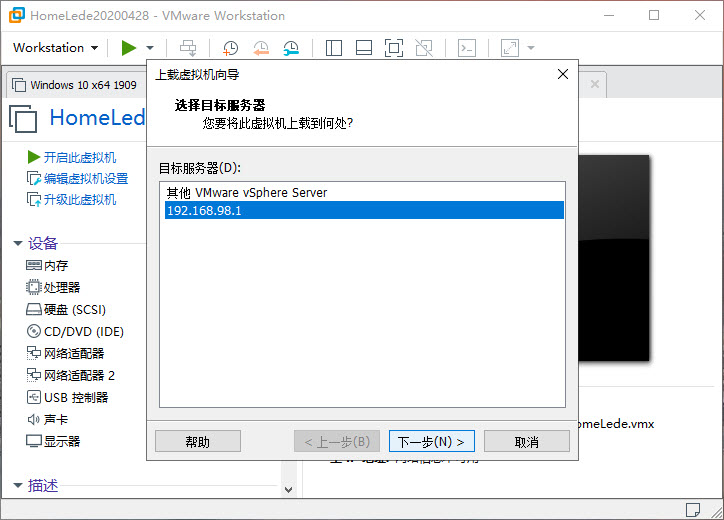 HomeLede20200428 - VMware Workstation
Workstation
Windows 10 x64 1909
HomeLed
开启此虚拟机
编辑虚拟机设置
升级此虚拟机
设备
内存
处理器
硬盘 (SCSI)
CD/DVD (IDE)
网络适配器
网络适配器 2
USB 控制器
声卡
显示器
描述
上载虚拟机向导
选择目标服务器
您要将此虚拟机上载到何处?
目标服务器(D):
其他 VMware vSphere Server
192.168.98.1
帮助
< 上一步(B)
下一步(N) >
取消
omeLede.vmx